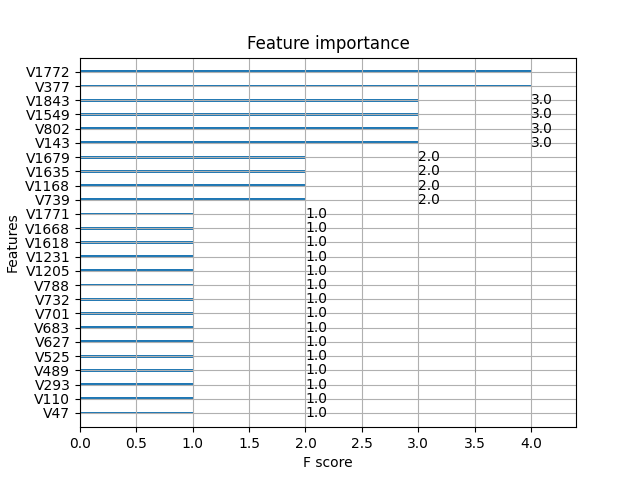 Feature importance
V1772
V377
V1843 3.0
V1549 3.0
V802 3.0
V143 3.0
V1679 2.0
V1635 2.0
V1168 2.0
V739 2.0
V1771 1.0
V1668 1.0
V1618 1.0
V1231 1.0
V1205 1.0
V788 1.0
V732 1.0
V701 1.0
V683 1.0
V627 1.0
V525 1.0
V489 1.0
V293 1.0
V110 1.0
V47 1.0
Features
0.0 0.5 1.0 1.5 2.0 2.5 3.0 3.5 4.0
F score